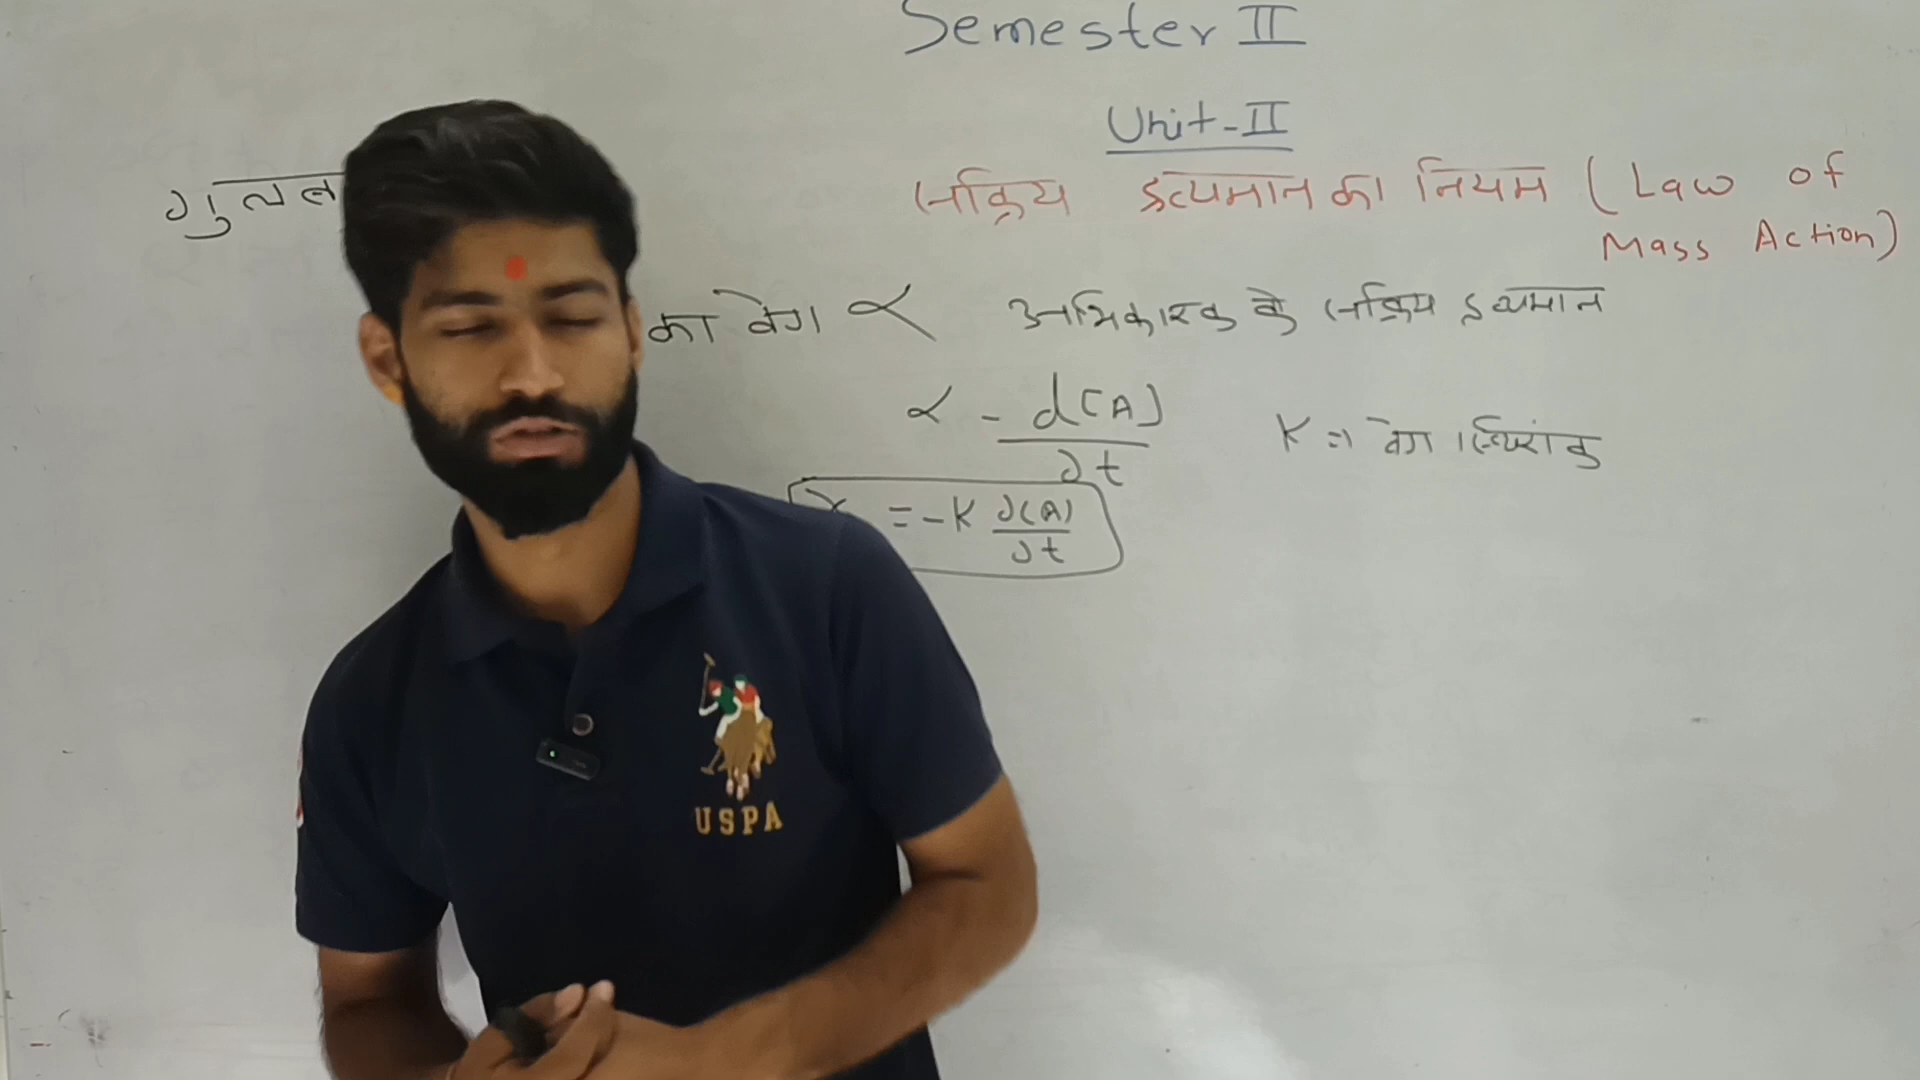 Semester II
Unit-II
सक्रिय द्रव्यमान का नियम (Law of
Mass Action)
का वेग ∝ अभिकारक के सक्रिय द्रव्यमान
∝ - d[A]
dt
K => वेग स्थिरांक
= -K d[A]
dt
USPA